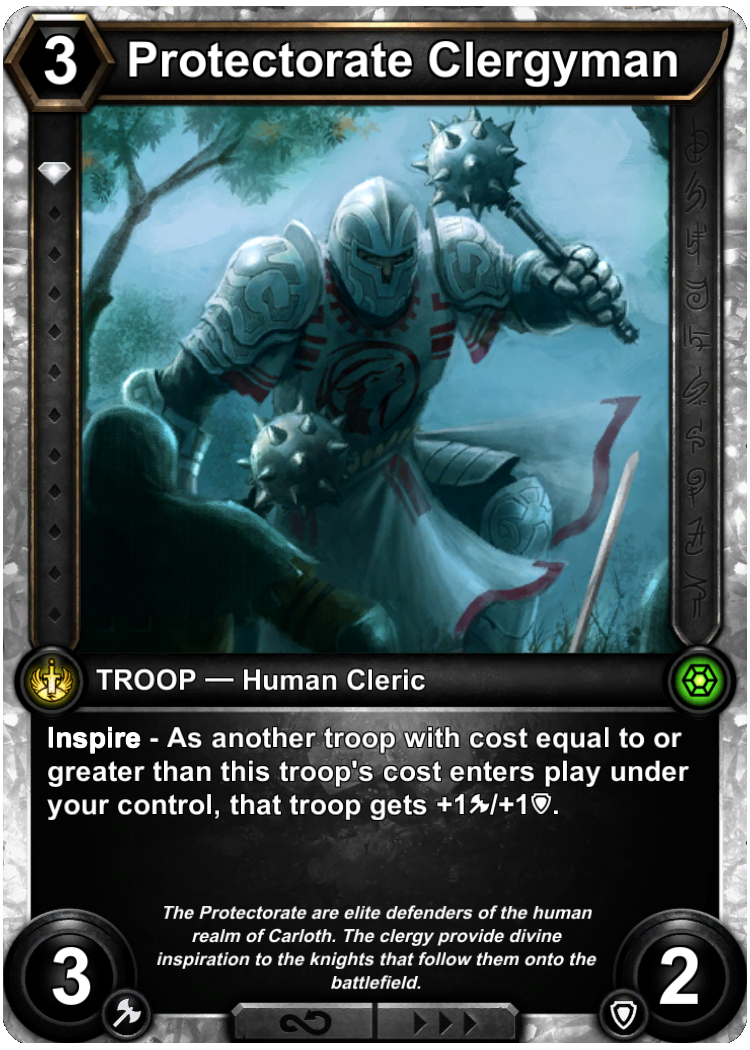 3
Protectorate Clergyman
TROOP — Human Cleric
Inspire - As another troop with cost equal to or
greater than this troop's cost enters play under
your control, that troop gets +1/+1.
The Protectorate are elite defenders of the human
realm of Carloth. The clergy provide divine
inspiration to the knights that follow them onto the
battlefield.
3
2